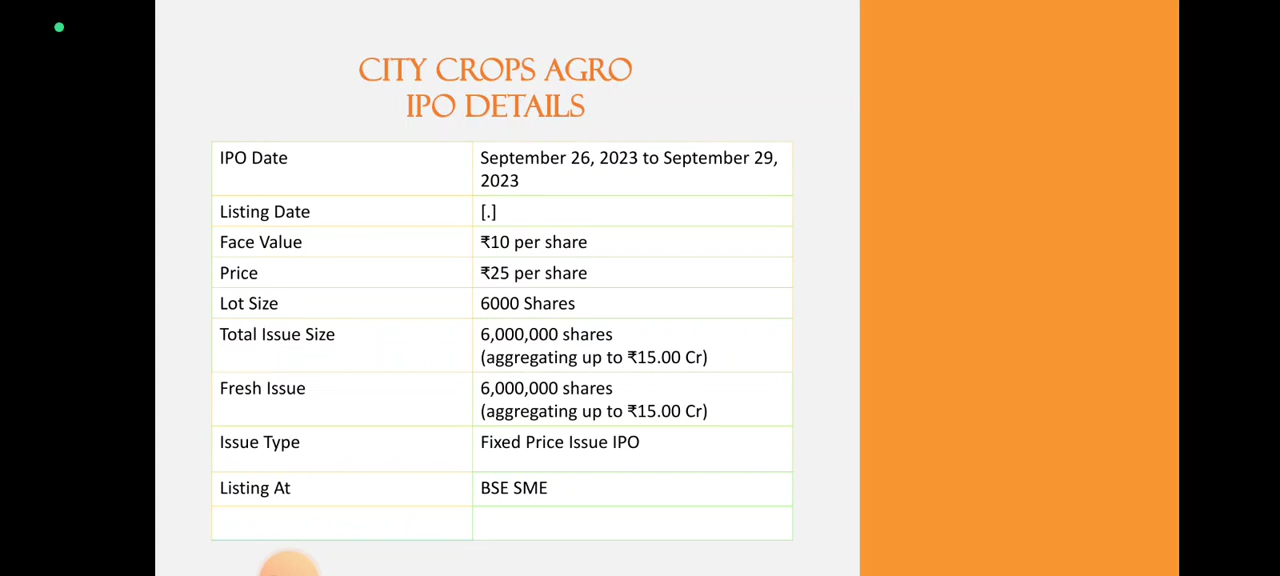 CITY CROPS AGRO
IPO DETAILS
IPO Date
September 26, 2023 to September 29,
2023
Listing Date
[.]
Face Value
₹10 per share
Price
₹25 per share
Lot Size
6000 Shares
Total Issue Size
6,000,000 shares
(aggregating up to ₹15.00 Cr)
Fresh Issue
6,000,000 shares
(aggregating up to ₹15.00 Cr)
Issue Type
Fixed Price Issue IPO
Listing At
BSE SME